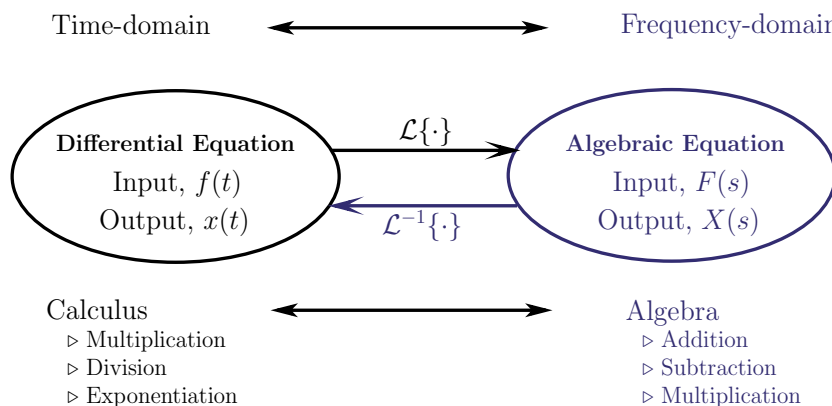 Time-domain Frequency-domain
Differential Equation
Input, f(t)
Output, x(t)
ℒ{·}
ℒ⁻¹{·}
Algebraic Equation
Input, F(s)
Output, X(s)
Calculus
▷ Multiplication
▷ Division
▷ Exponentiation
Algebra
▷ Addition
▷ Subtraction
▷ Multiplication